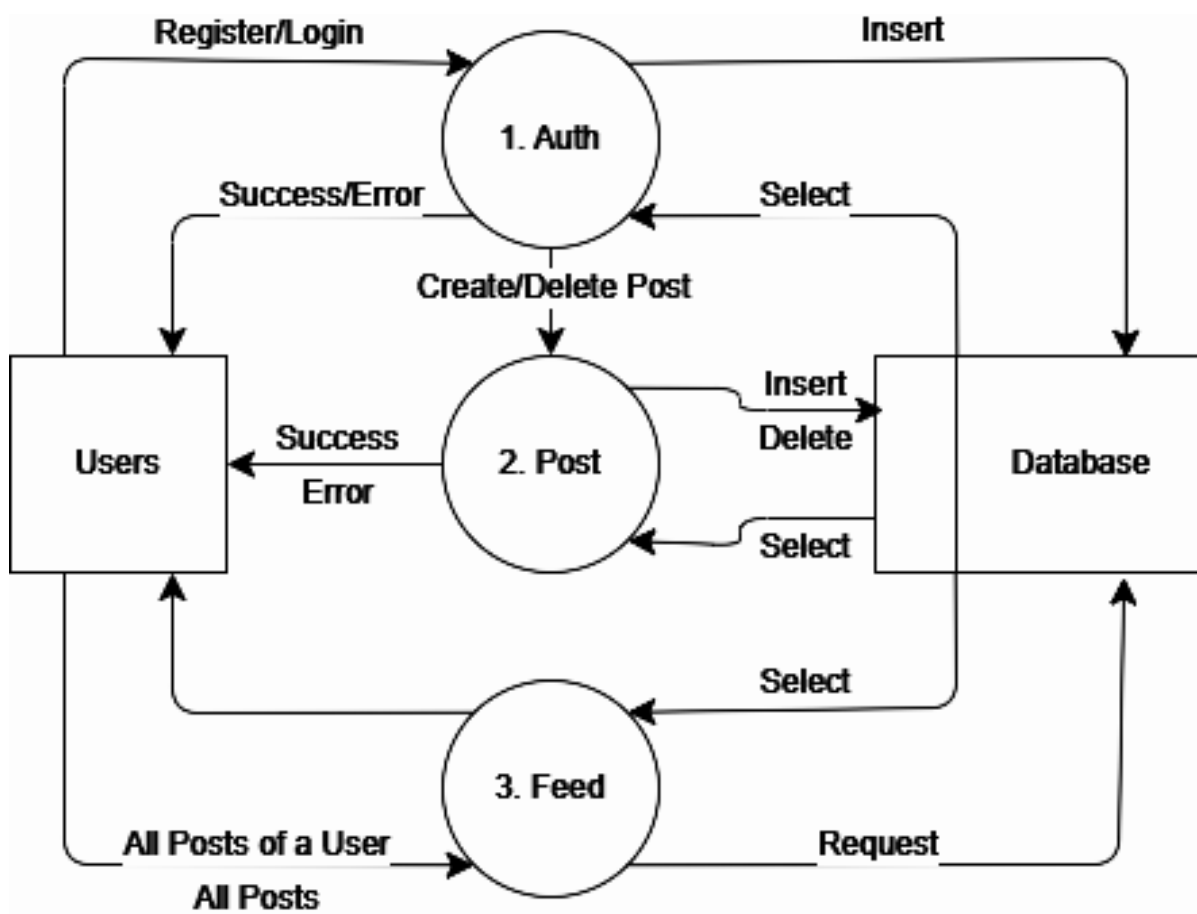 Register/Login
Insert
1. Auth
Success/Error
Select
Create/Delete Post
Insert
Delete
Users
Success
Error
2. Post
Database
Select
Select
3. Feed
All Posts of a User
All Posts
Request